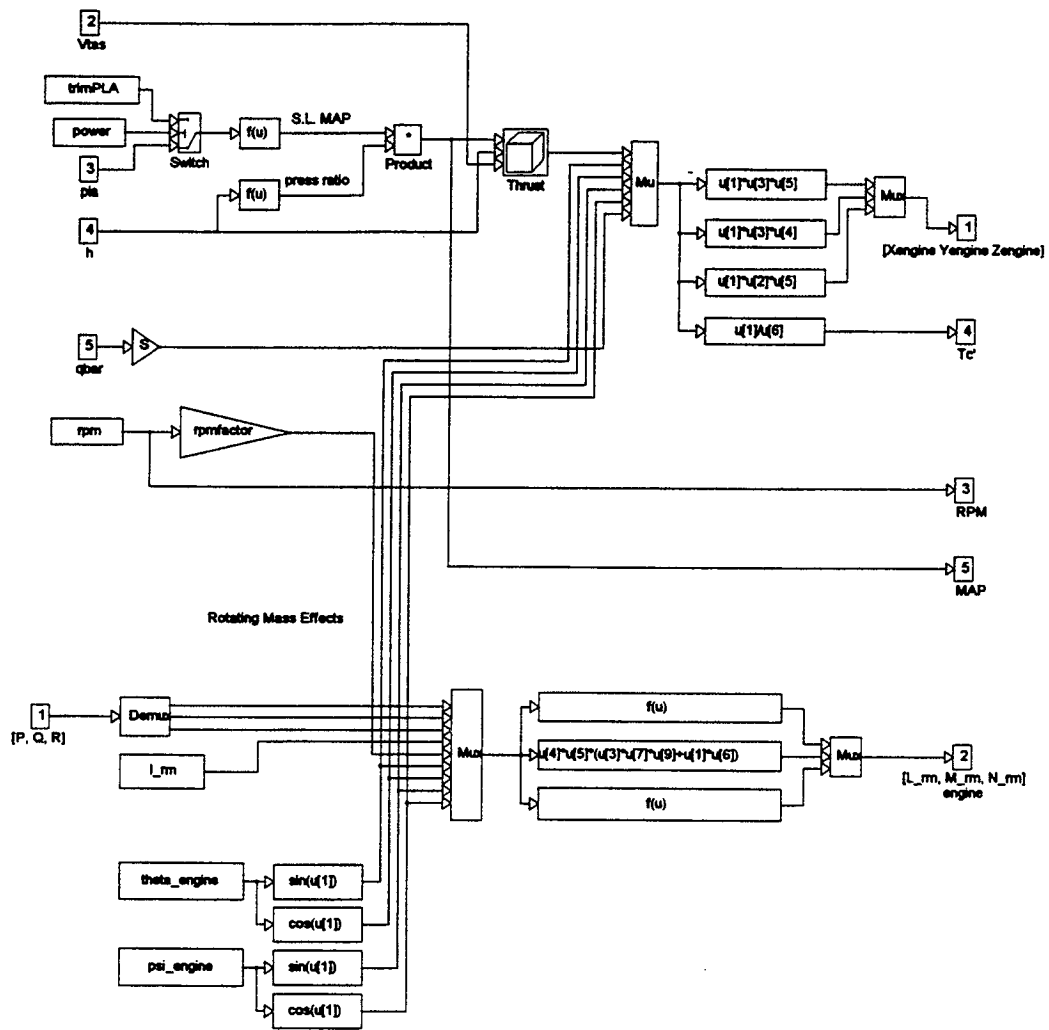 2
Vtas
trimPLA
power
3
pla
Switch
f(u)
S.L. MAP
f(u)
press ratio
*
Product
Thrust
4
h
Mu
u[1]*u[3]*u[5]
u[1]*u[3]*u[4]
u[1]*u[2]*u[5]
u[1]/u[6]
Mux
1
[Xengine Yengine Zengine]
4
Tc'
5
qbar
S
rpm
rpmfactor
3
RPM
5
MAP
Rotating Mass Effects
1
[P, Q, R]
Demux
I_rm
Mux
f(u)
u[4]*u[5]*(u[3]*u[7]*u[9]+u[1]*u[6])
f(u)
Mux
2
[L_rm, M_rm, N_rm]
engine
theta_engine
sin(u[1])
cos(u[1])
psi_engine
sin(u[1])
cos(u[1])